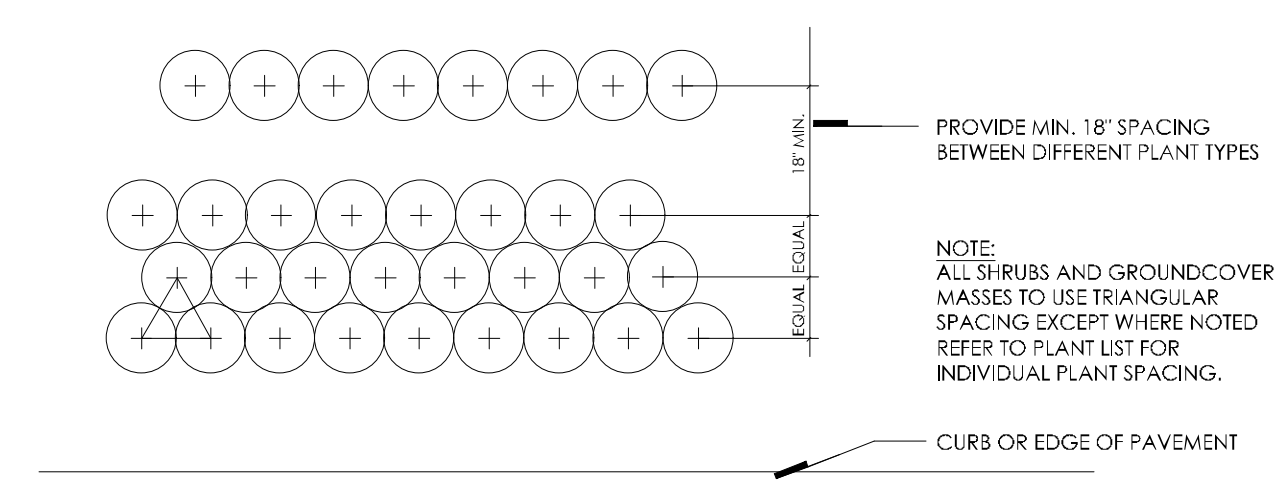 18" MIN.
EQUAL
EQUAL
PROVIDE MIN. 18" SPACING
BETWEEN DIFFERENT PLANT TYPES
NOTE:
ALL SHRUBS AND GROUNDCOVER
MASSES TO USE TRIANGULAR
SPACING EXCEPT WHERE NOTED
REFER TO PLANT LIST FOR
INDIVIDUAL PLANT SPACING.
CURB OR EDGE OF PAVEMENT